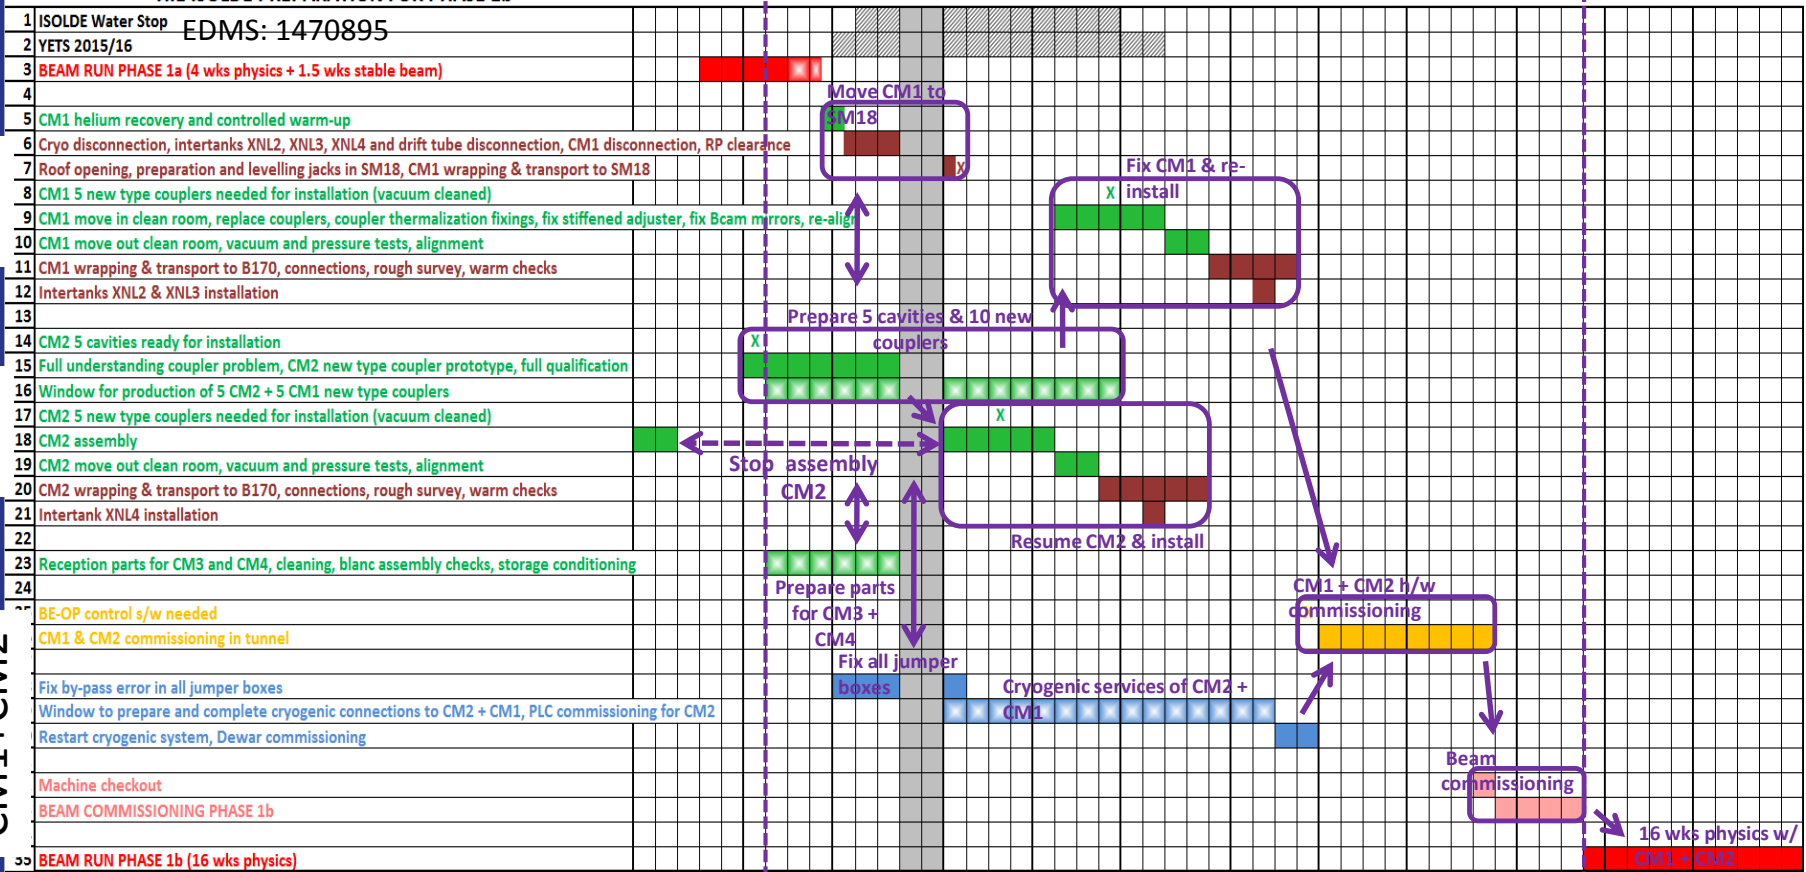 1 ISOLDE Water Stop
EDMS: 1470895
2 YETS 2015/16
3 BEAM RUN PHASE 1a (4 wks physics + 1.5 wks stable beam)
4
Move CM1 to
SM18
5 CM1 helium recovery and controlled warm-up
6 Cryo disconnection, intertanks XNL2, XNL3, XNL4 and drift tube disconnection, CM1 disconnection, RP clearance
7 Roof opening, preparation and levelling jacks in SM18, CM1 wrapping & transport to SM18
X
Fix CM1 & re-
install
8 CM1 5 new type couplers needed for installation (vacuum cleaned)
X
9 CM1 move in clean room, replace couplers, coupler thermalization fixings, fix stiffened adjuster, fix Bcam mirrors, re-align
10 CM1 move out clean room, vacuum and pressure tests, alignment
11 CM1 wrapping & transport to B170, connections, rough survey, warm checks
12 Intertanks XNL2 & XNL3 installation
13
Prepare 5 cavities & 10 new
couplers
14 CM2 5 cavities ready for installation
X
15 Full understanding coupler problem, CM2 new type coupler prototype, full qualification
16 Window for production of 5 CM2 + 5 CM1 new type couplers
17 CM2 5 new type couplers needed for installation (vacuum cleaned)
X
18 CM2 assembly
19 CM2 move out clean room, vacuum and pressure tests, alignment
Stop assembly
CM2
20 CM2 wrapping & transport to B170, connections, rough survey, warm checks
21 Intertank XNL4 installation
22
Resume CM2 & install
23 Reception parts for CM3 and CM4, cleaning, blanc assembly checks, storage conditioning
24
Prepare parts
for CM3 +
CM4
CM1 + CM2 h/w
commissioning
BE-OP control s/w needed
CM1 & CM2 commissioning in tunnel
Fix all jumper
boxes
Fix by-pass error in all jumper boxes
Cryogenic services of CM2 +
CM1
Window to prepare and complete cryogenic connections to CM2 + CM1, PLC commissioning for CM2
Restart cryogenic system, Dewar commissioning
Beam
commissioning
Machine checkout
BEAM COMMISSIONING PHASE 1b
16 wks physics w/
CM1 + CM2
BEAM RUN PHASE 1b (16 wks physics)